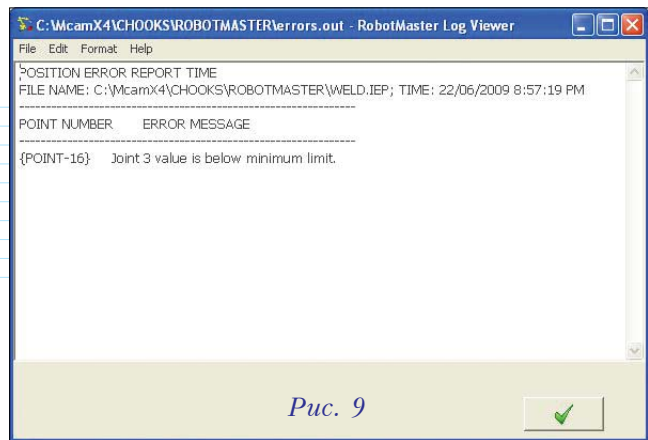 C:\McamX4\CHOOKS\ROBOTMASTER\errors.out - RobotMaster Log Viewer
File Edit Format Help
POSITION ERROR REPORT TIME
FILE NAME: C:\McamX4\CHOOKS\ROBOTMASTER\WELD.IEP; TIME: 22/06/2009 8:57:19 PM
------------------------------------------------------------
POINT NUMBER ERROR MESSAGE
------------------------------------------------------------
{POINT-16} Joint 3 value is below minimum limit.
Рис. 9